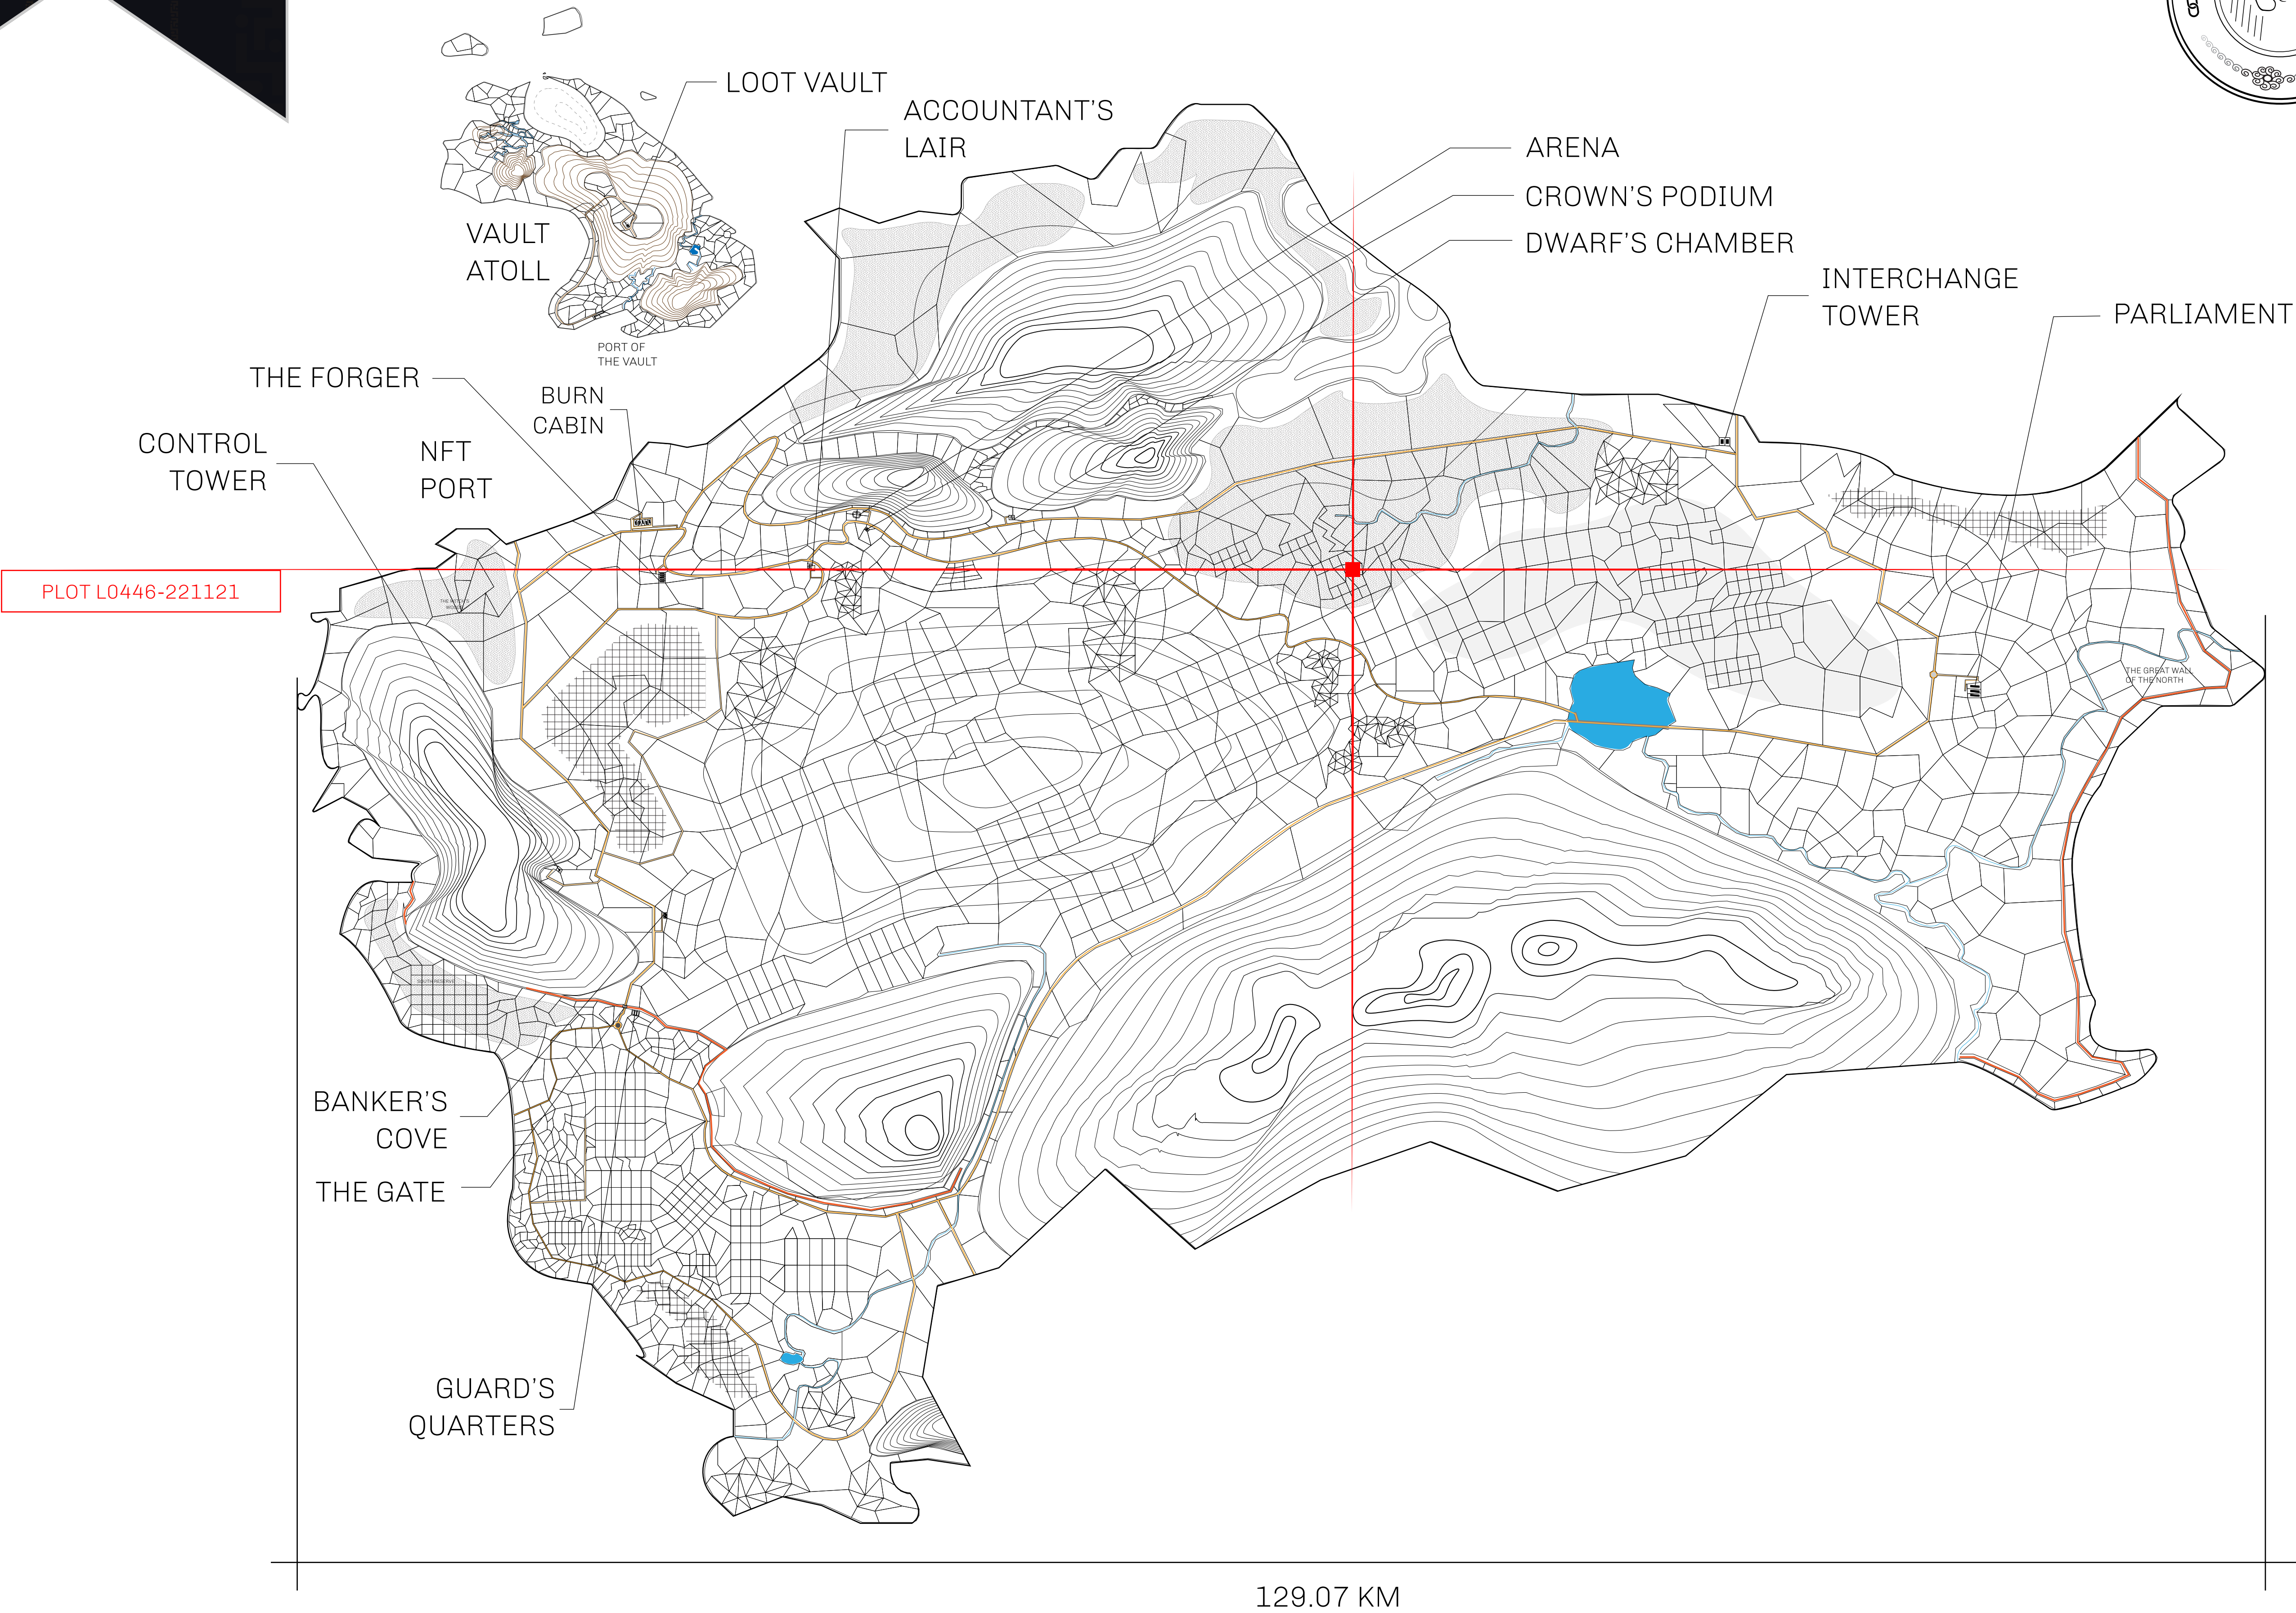 LOOT VAULT
ACCOUNTANT'S
LAIR
ARENA
CROWN'S PODIUM
DWARF'S CHAMBER
INTERCHANGE
TOWER
PARLIAMENT
VAULT
ATOLL
PORT OF
THE VAULT
THE FORGER
BURN
CABIN
CONTROL
TOWER
NFT
PORT
PLOT L0446-221121
THE GREAT WALL
OF THE NORTH
SOUTH RESERVE
BANKER'S
COVE
THE GATE
GUARD'S
QUARTERS
129.07 KM